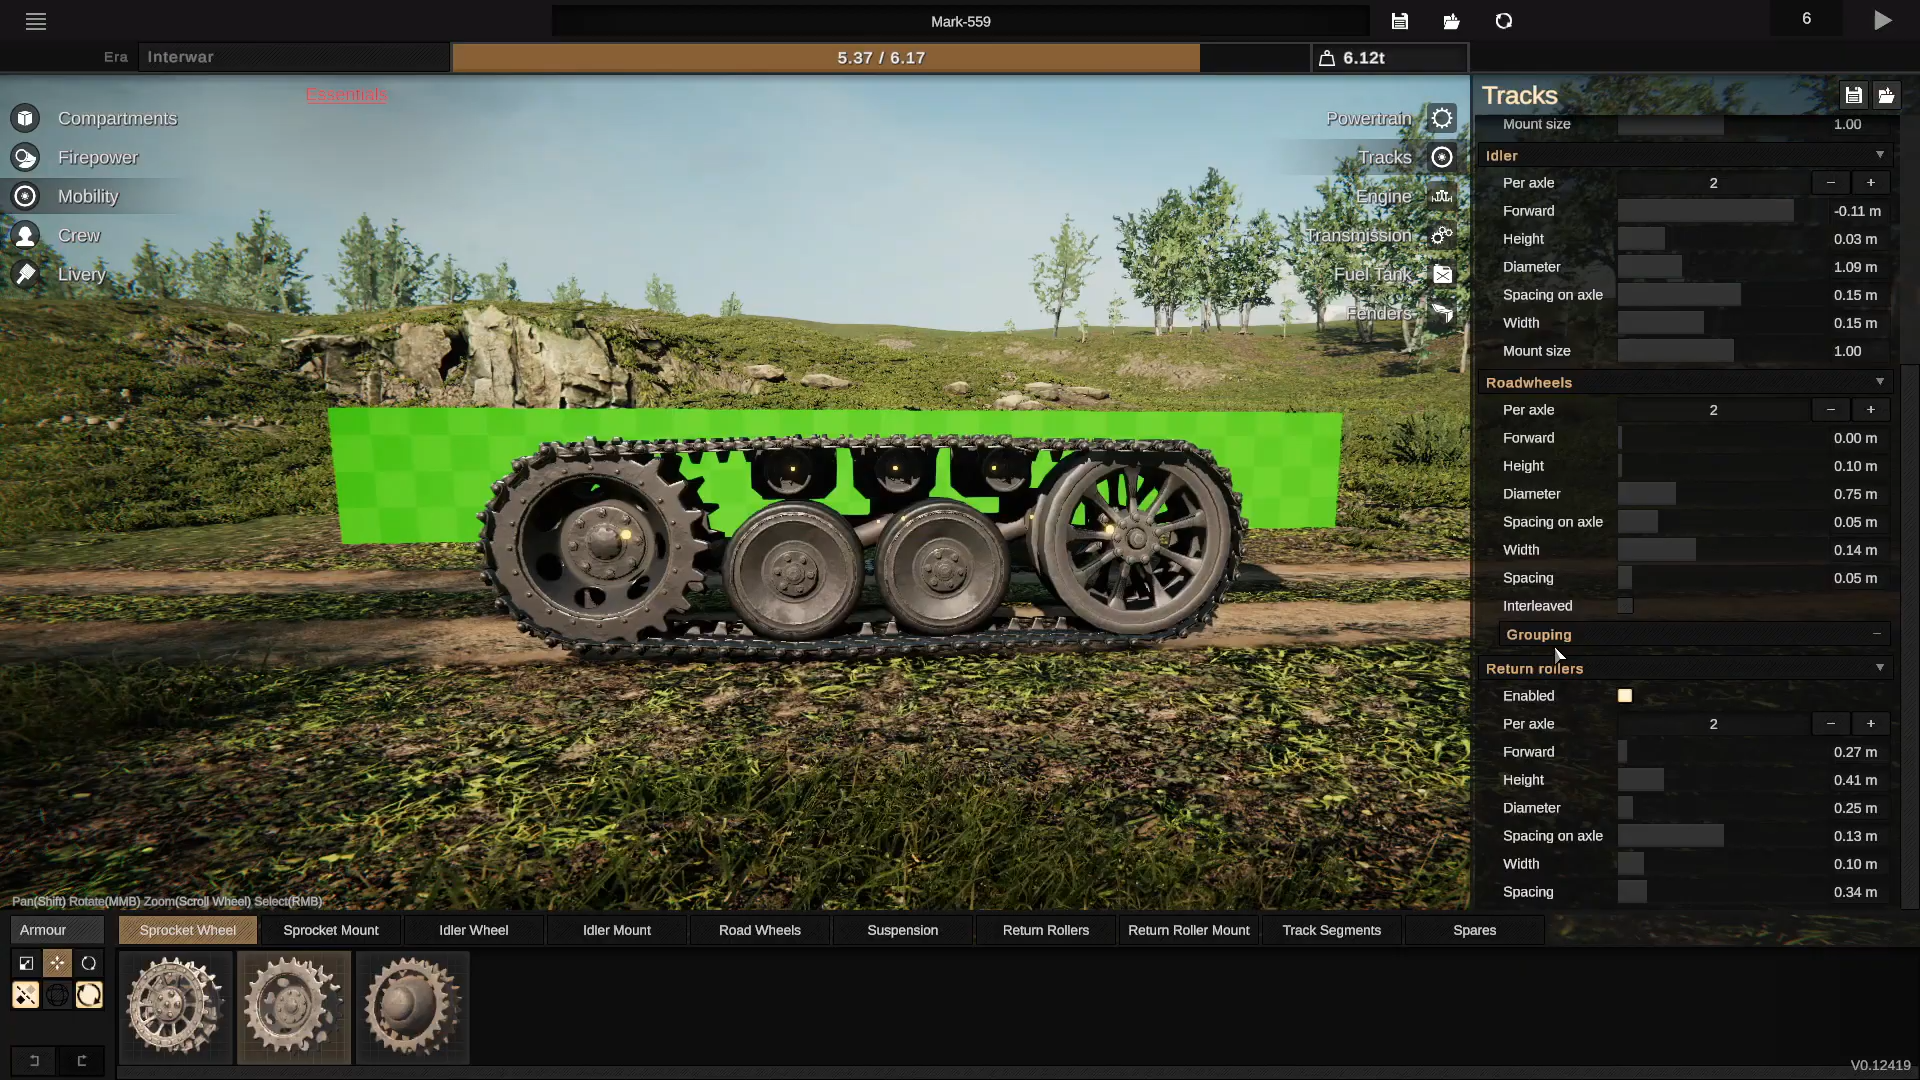 Mark-559
6
Era
Interwar
5.37 / 6.17
6.12t
Essentials
Compartments
Firepower
Mobility
Crew
Livery
Powertrain
Tracks
Engine
Transmission
Fuel Tank
Fenders
Tracks
Mount size 1.00
Idler
Per axle 2 − +
Forward -0.11 m
Height 0.03 m
Diameter 1.09 m
Spacing on axle 0.15 m
Width 0.15 m
Mount size 1.00
Roadwheels
Per axle 2 − +
Forward 0.00 m
Height 0.10 m
Diameter 0.75 m
Spacing on axle 0.05 m
Width 0.14 m
Spacing 0.05 m
Interleaved
Grouping −
Return rollers
Enabled
Per axle 2 − +
Forward 0.27 m
Height 0.41 m
Diameter 0.25 m
Spacing on axle 0.13 m
Width 0.10 m
Spacing 0.34 m
Pan(Shift) Rotate(MMB) Zoom(Scroll Wheel) Select(RMB)
Armour
Sprocket Wheel
Sprocket Mount
Idler Wheel
Idler Mount
Road Wheels
Suspension
Return Rollers
Return Roller Mount
Track Segments
Spares
V0.12419